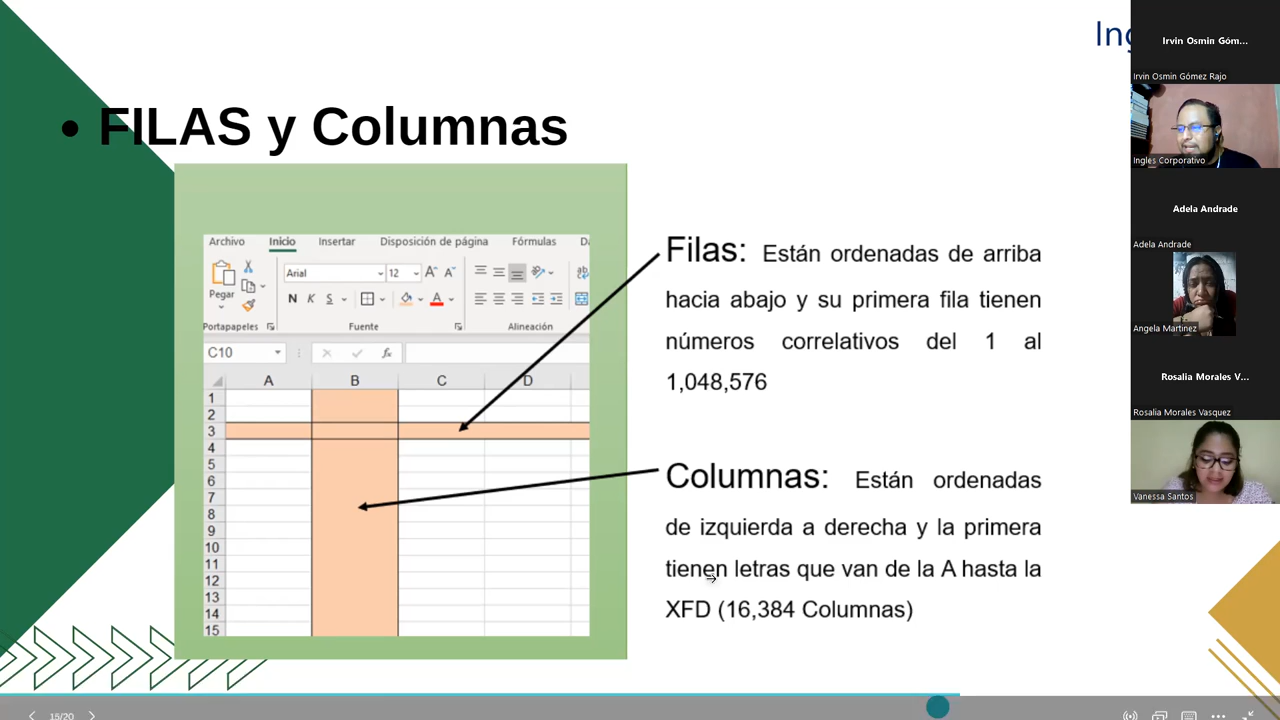 Ing
• FILAS y Columnas
Archivo Inicio Insertar Disposición de página Fórmulas
Pegar
Arial 12
N K S
Portapapeles Fuente Alineación
C10 fx
A B C D
1
2
3
4
5
6
7
8
9
10
11
12
13
14
15
Filas: Están ordenadas de arriba
hacia abajo y su primera fila tienen
números correlativos del 1 al
1,048,576
Columnas: Están ordenadas
de izquierda a derecha y la primera
tienen letras que van de la A hasta la
XFD (16,384 Columnas)
Irvin Osmin Góm...
Irvin Osmin Gómez Rajo
Ingles Corporativo
Adela Andrade
Adela Andrade
Angela Martinez
Rosalia Morales V...
Rosalia Morales Vasquez
Vanessa Santos
15/20